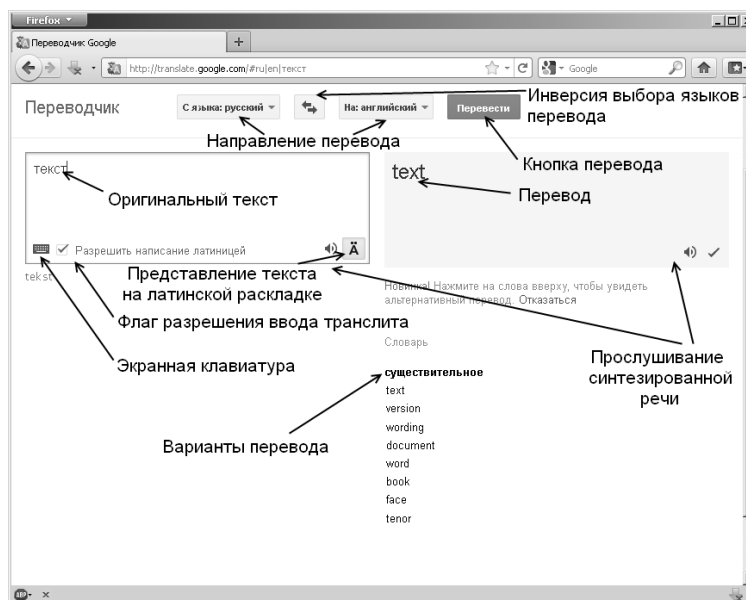 Firefox
Переводчик Google
http://translate.google.com/#ru|en|текст
Google
Переводчик
С языка: русский
На: английский
Перевести
Инверсия выбора языков
перевода
Направление перевода
Кнопка перевода
текст
Оригинальный текст
text
Перевод
Разрешить написание латиницей
Ä
tekst
Представление текста
на латинской раскладке
Новинка! Нажмите на слова вверху, чтобы увидеть
альтернативный перевод. Отказаться
Флаг разрешения ввода транслита
Словарь
Экранная клавиатура
Прослушивание
синтезированной
речи
существительное
text
version
wording
Варианты перевода
document
word
book
face
tenor
ABP